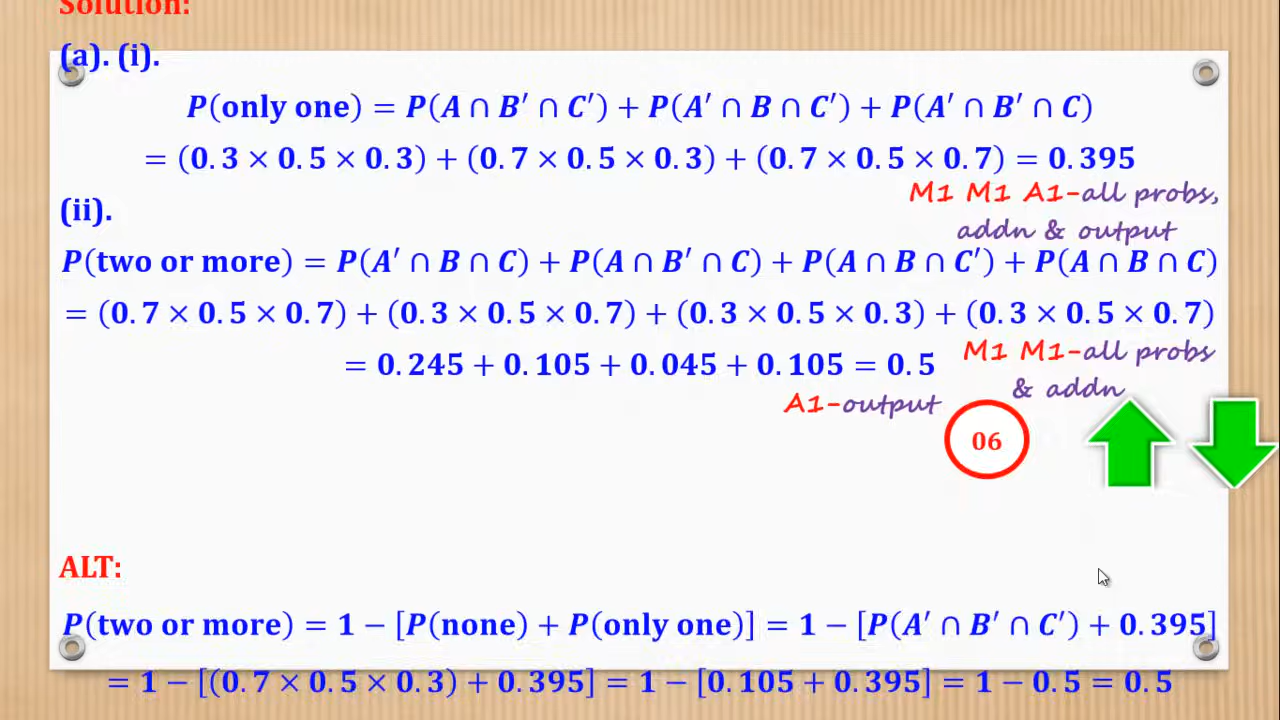 Solution:
(a). (i).
P(only one) = P(A ∩ B′ ∩ C′) + P(A′ ∩ B ∩ C′) + P(A′ ∩ B′ ∩ C)
= (0.3 × 0.5 × 0.3) + (0.7 × 0.5 × 0.3) + (0.7 × 0.5 × 0.7) = 0.395
M1 M1 A1-all probs,
addn & output
(ii).
P(two or more) = P(A′ ∩ B ∩ C) + P(A ∩ B′ ∩ C) + P(A ∩ B ∩ C′) + P(A ∩ B ∩ C)
= (0.7 × 0.5 × 0.7) + (0.3 × 0.5 × 0.7) + (0.3 × 0.5 × 0.3) + (0.3 × 0.5 × 0.7)
= 0.245 + 0.105 + 0.045 + 0.105 = 0.5
M1 M1-all probs
& addn
A1-output
06
ALT:
P(two or more) = 1 − [P(none) + P(only one)] = 1 − [P(A′ ∩ B′ ∩ C′) + 0.395]
= 1 − [(0.7 × 0.5 × 0.3) + 0.395] = 1 − [0.105 + 0.395] = 1 − 0.5 = 0.5